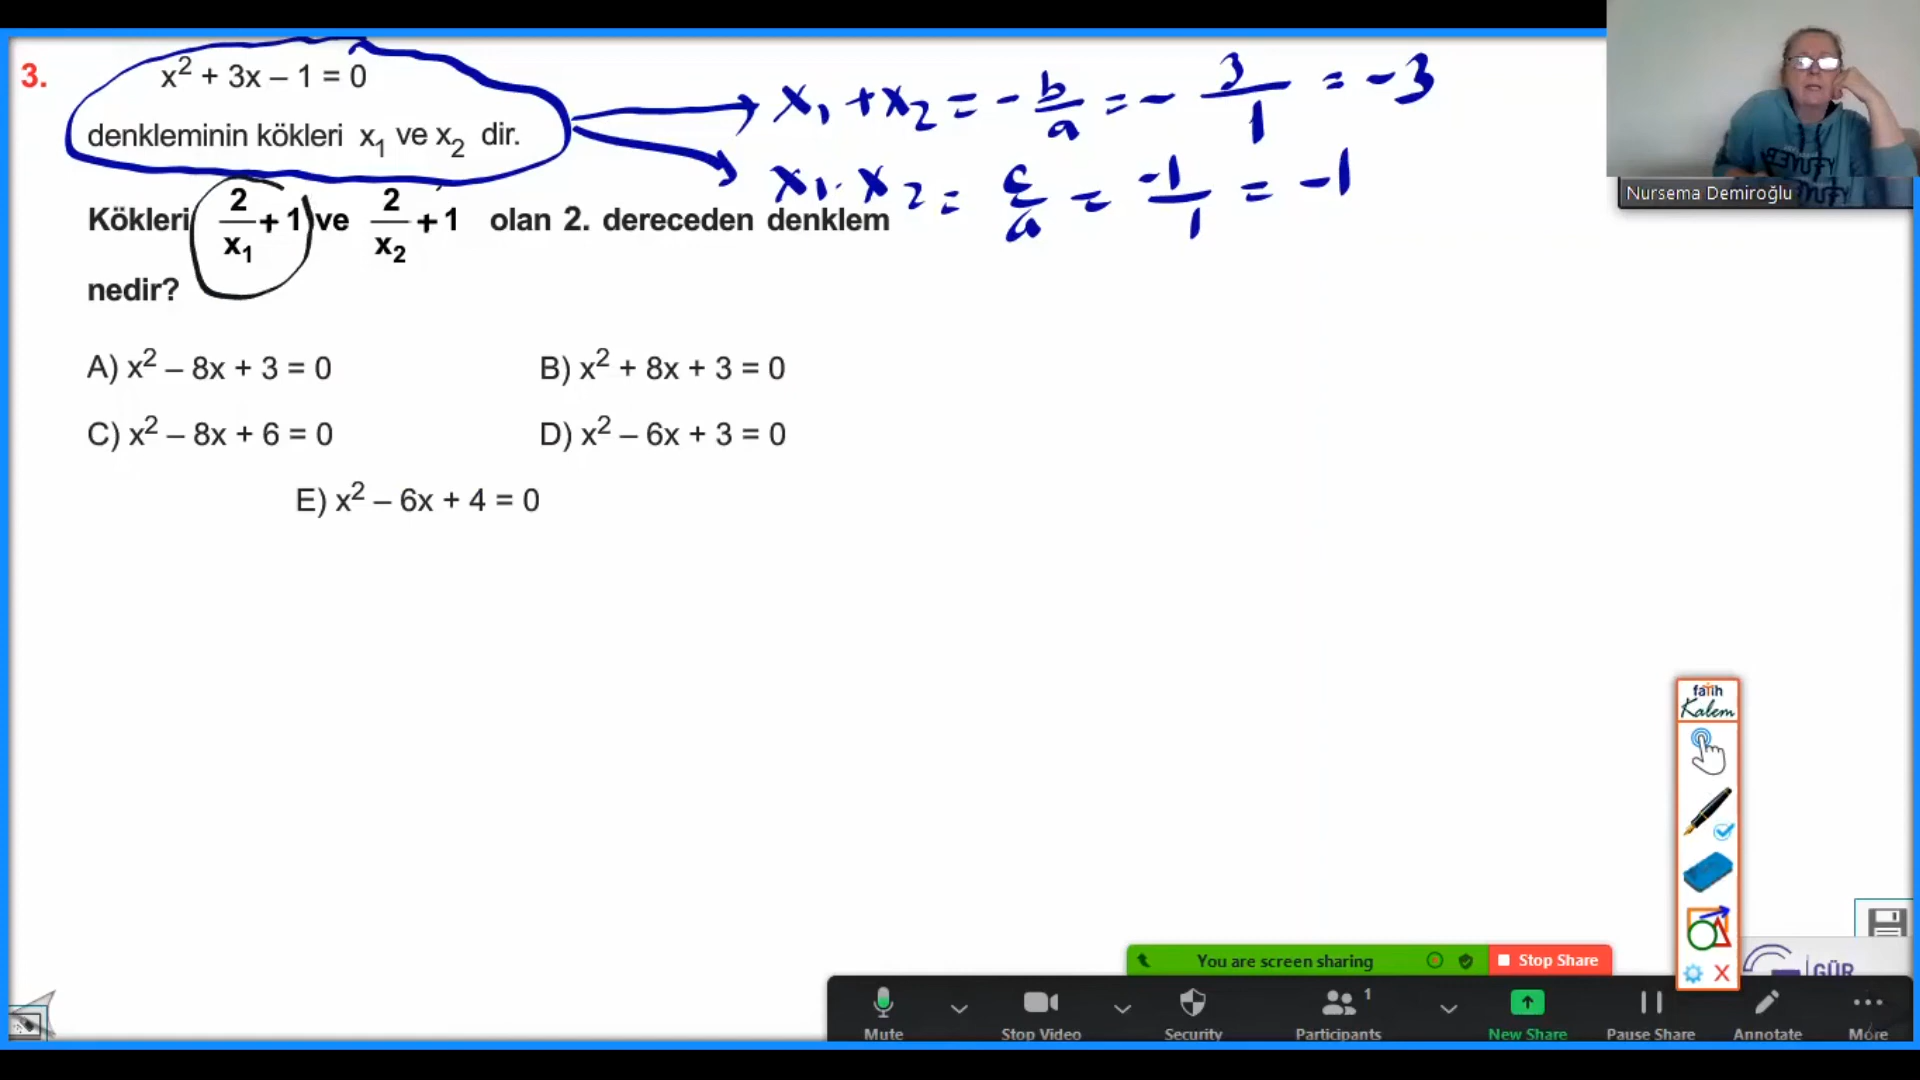 3. x² + 3x – 1 = 0
denkleminin kökleri x₁ ve x₂ dir.
x₁ + x₂ = - b/a = - 3/1 = -3
x₁ . x₂ = c/a = -1/1 = -1
Kökleri 2/x₁ + 1 ve 2/x₂ + 1 olan 2. dereceden denklem
nedir?
A) x² – 8x + 3 = 0
B) x² + 8x + 3 = 0
C) x² – 8x + 6 = 0
D) x² – 6x + 3 = 0
E) x² – 6x + 4 = 0
Nursema Demiroğlu
fatih
Kalem
GÜR
You are screen sharing
Stop Share
1
Mute
Stop Video
Security
Participants
New Share
Pause Share
Annotate
More